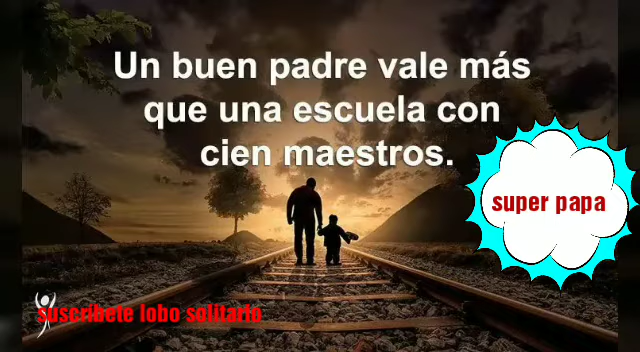 Un buen padre vale más
que una escuela con
cien maestros.
super papa
suscribete lobo solitario